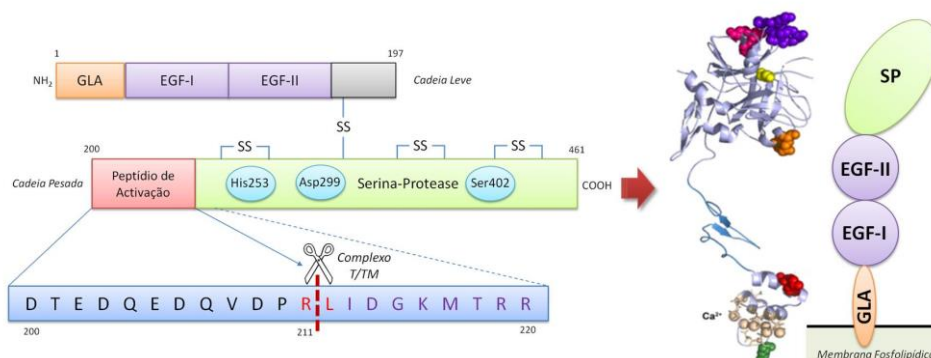 1
197
NH2
GLA
EGF-I
EGF-II
Cadeia Leve
SS
200
SS
SS
SS
461
Cadeia Pesada
Peptídio de
Activação
His253
Asp299
Serina-Protease
Ser402
COOH
Complexo
T/TM
D T E D Q E D Q V D P R L I D G K M T R R
200
211
220
SP
EGF-II
EGF-I
GLA
Ca2+
Membrana Fosfolipídica